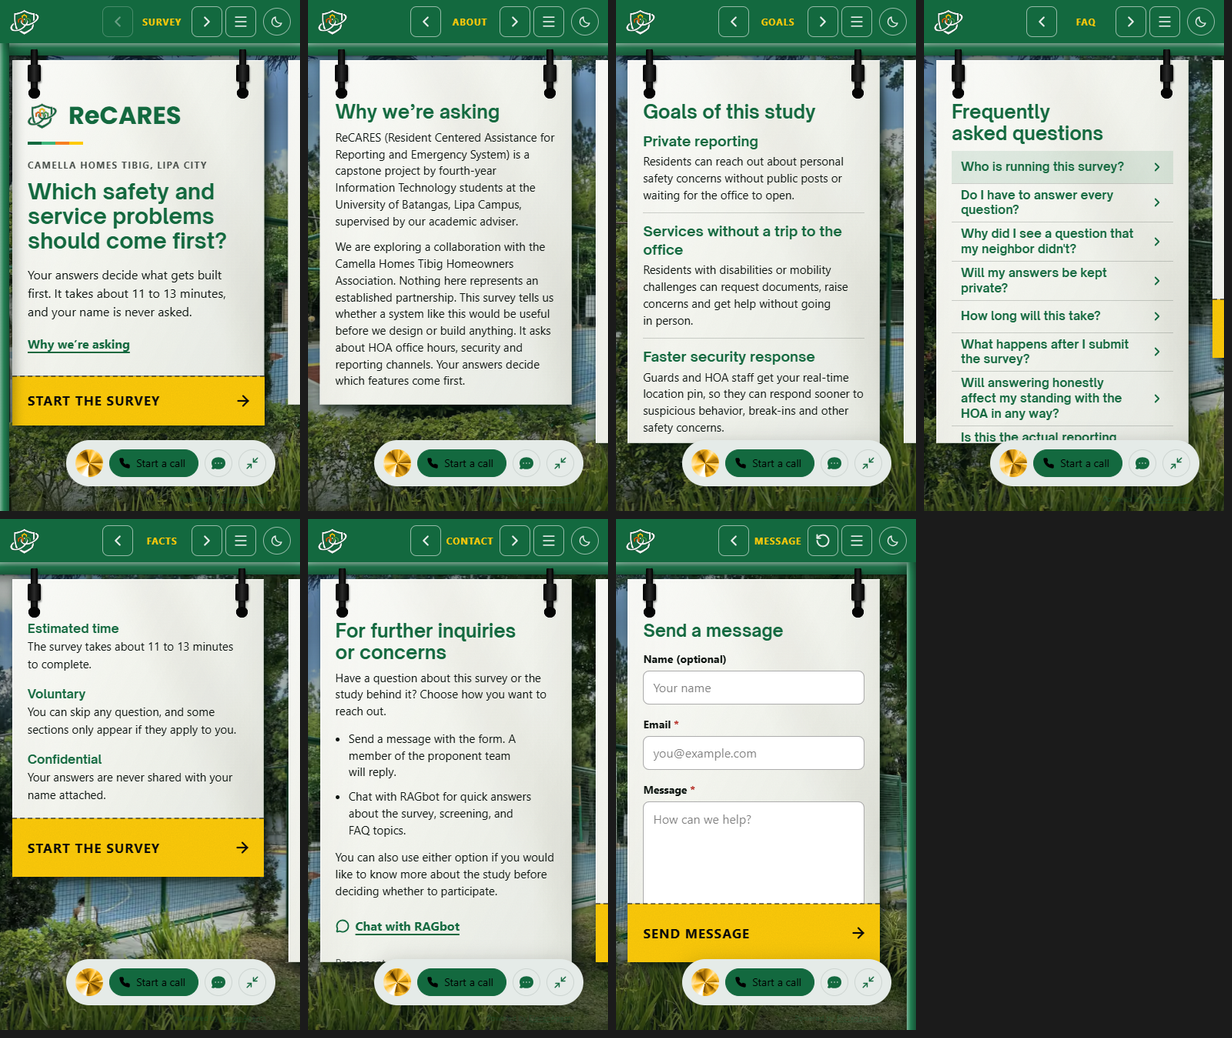 SURVEY
ReCARES
CAMELLA HOMES TIBIG, LIPA CITY
Which safety and
service problems
should come first?
Your answers decide what gets built
first. It takes about 11 to 13 minutes,
and your name is never asked.
Why we're asking
START THE SURVEY
Start a call
ABOUT
Why we’re asking
ReCARES (Resident Centered Assistance for
Reporting and Emergency System) is a
capstone project by fourth-year
Information Technology students at the
University of Batangas, Lipa Campus,
supervised by our academic adviser.
We are exploring a collaboration with the
Camella Homes Tibig Homeowners
Association. Nothing here represents an
established partnership. This survey tells us
whether a system like this would be useful
before we design or build anything. It asks
about HOA office hours, security and
reporting channels. Your answers decide
which features come first.
Start a call
GOALS
Goals of this study
Private reporting
Residents can reach out about personal
safety concerns without public posts or
waiting for the office to open.
Services without a trip to the
office
Residents with disabilities or mobility
challenges can request documents, raise
concerns and get help without going
in person.
Faster security response
Guards and HOA staff get your real-time
location pin, so they can respond sooner to
suspicious behavior, break-ins and other
safety concerns.
Start a call
FAQ
Frequently
asked questions
Who is running this survey?
Do I have to answer every
question?
Why did I see a question that
my neighbor didn't?
Will my answers be kept
private?
How long will this take?
What happens after I submit
the survey?
Will answering honestly
affect my standing with the
HOA in any way?
Is this the actual reporting
Start a call
FACTS
Estimated time
The survey takes about 11 to 13 minutes
to complete.
Voluntary
You can skip any question, and some
sections only appear if they apply to you.
Confidential
Your answers are never shared with your
name attached.
START THE SURVEY
Start a call
CONTACT
For further inquiries
or concerns
Have a question about this survey or the
study behind it? Choose how you want to
reach out.
• Send a message with the form. A
member of the proponent team
will reply.
• Chat with RAGbot for quick answers
about the survey, screening, and
FAQ topics.
You can also use either option if you would
like to know more about the study before
deciding whether to participate.
Chat with RAGbot
Start a call
MESSAGE
Send a message
Name (optional)
Your name
Email *
you@example.com
Message *
How can we help?
SEND MESSAGE
Start a call